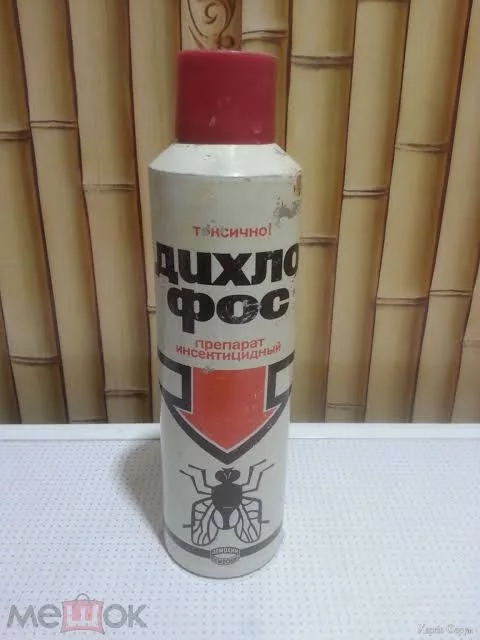 токсично!
дихло
фос
препарат
инсектицидный
мешок